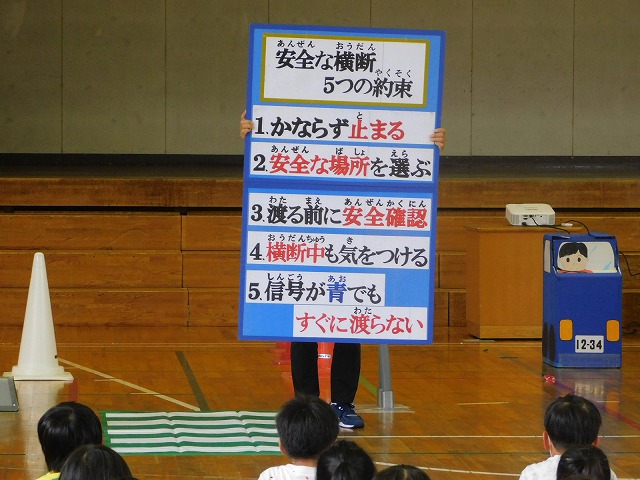 安全な横断
5つの約束
1.かならず止まる
2.安全な場所を選ぶ
3.渡る前に安全確認
4.横断中も気をつける
5.信号が青でも
すぐに渡らない
12-34